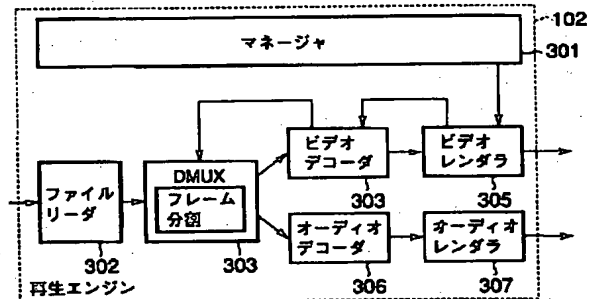 102
マネージャ
301
ファイル
リーダ
302
DMUX
フレーム
分割
303
ビデオ
デコーダ
303
ビデオ
レンダラ
305
オーディオ
デコーダ
306
オーディオ
レンダラ
307
再生エンジン